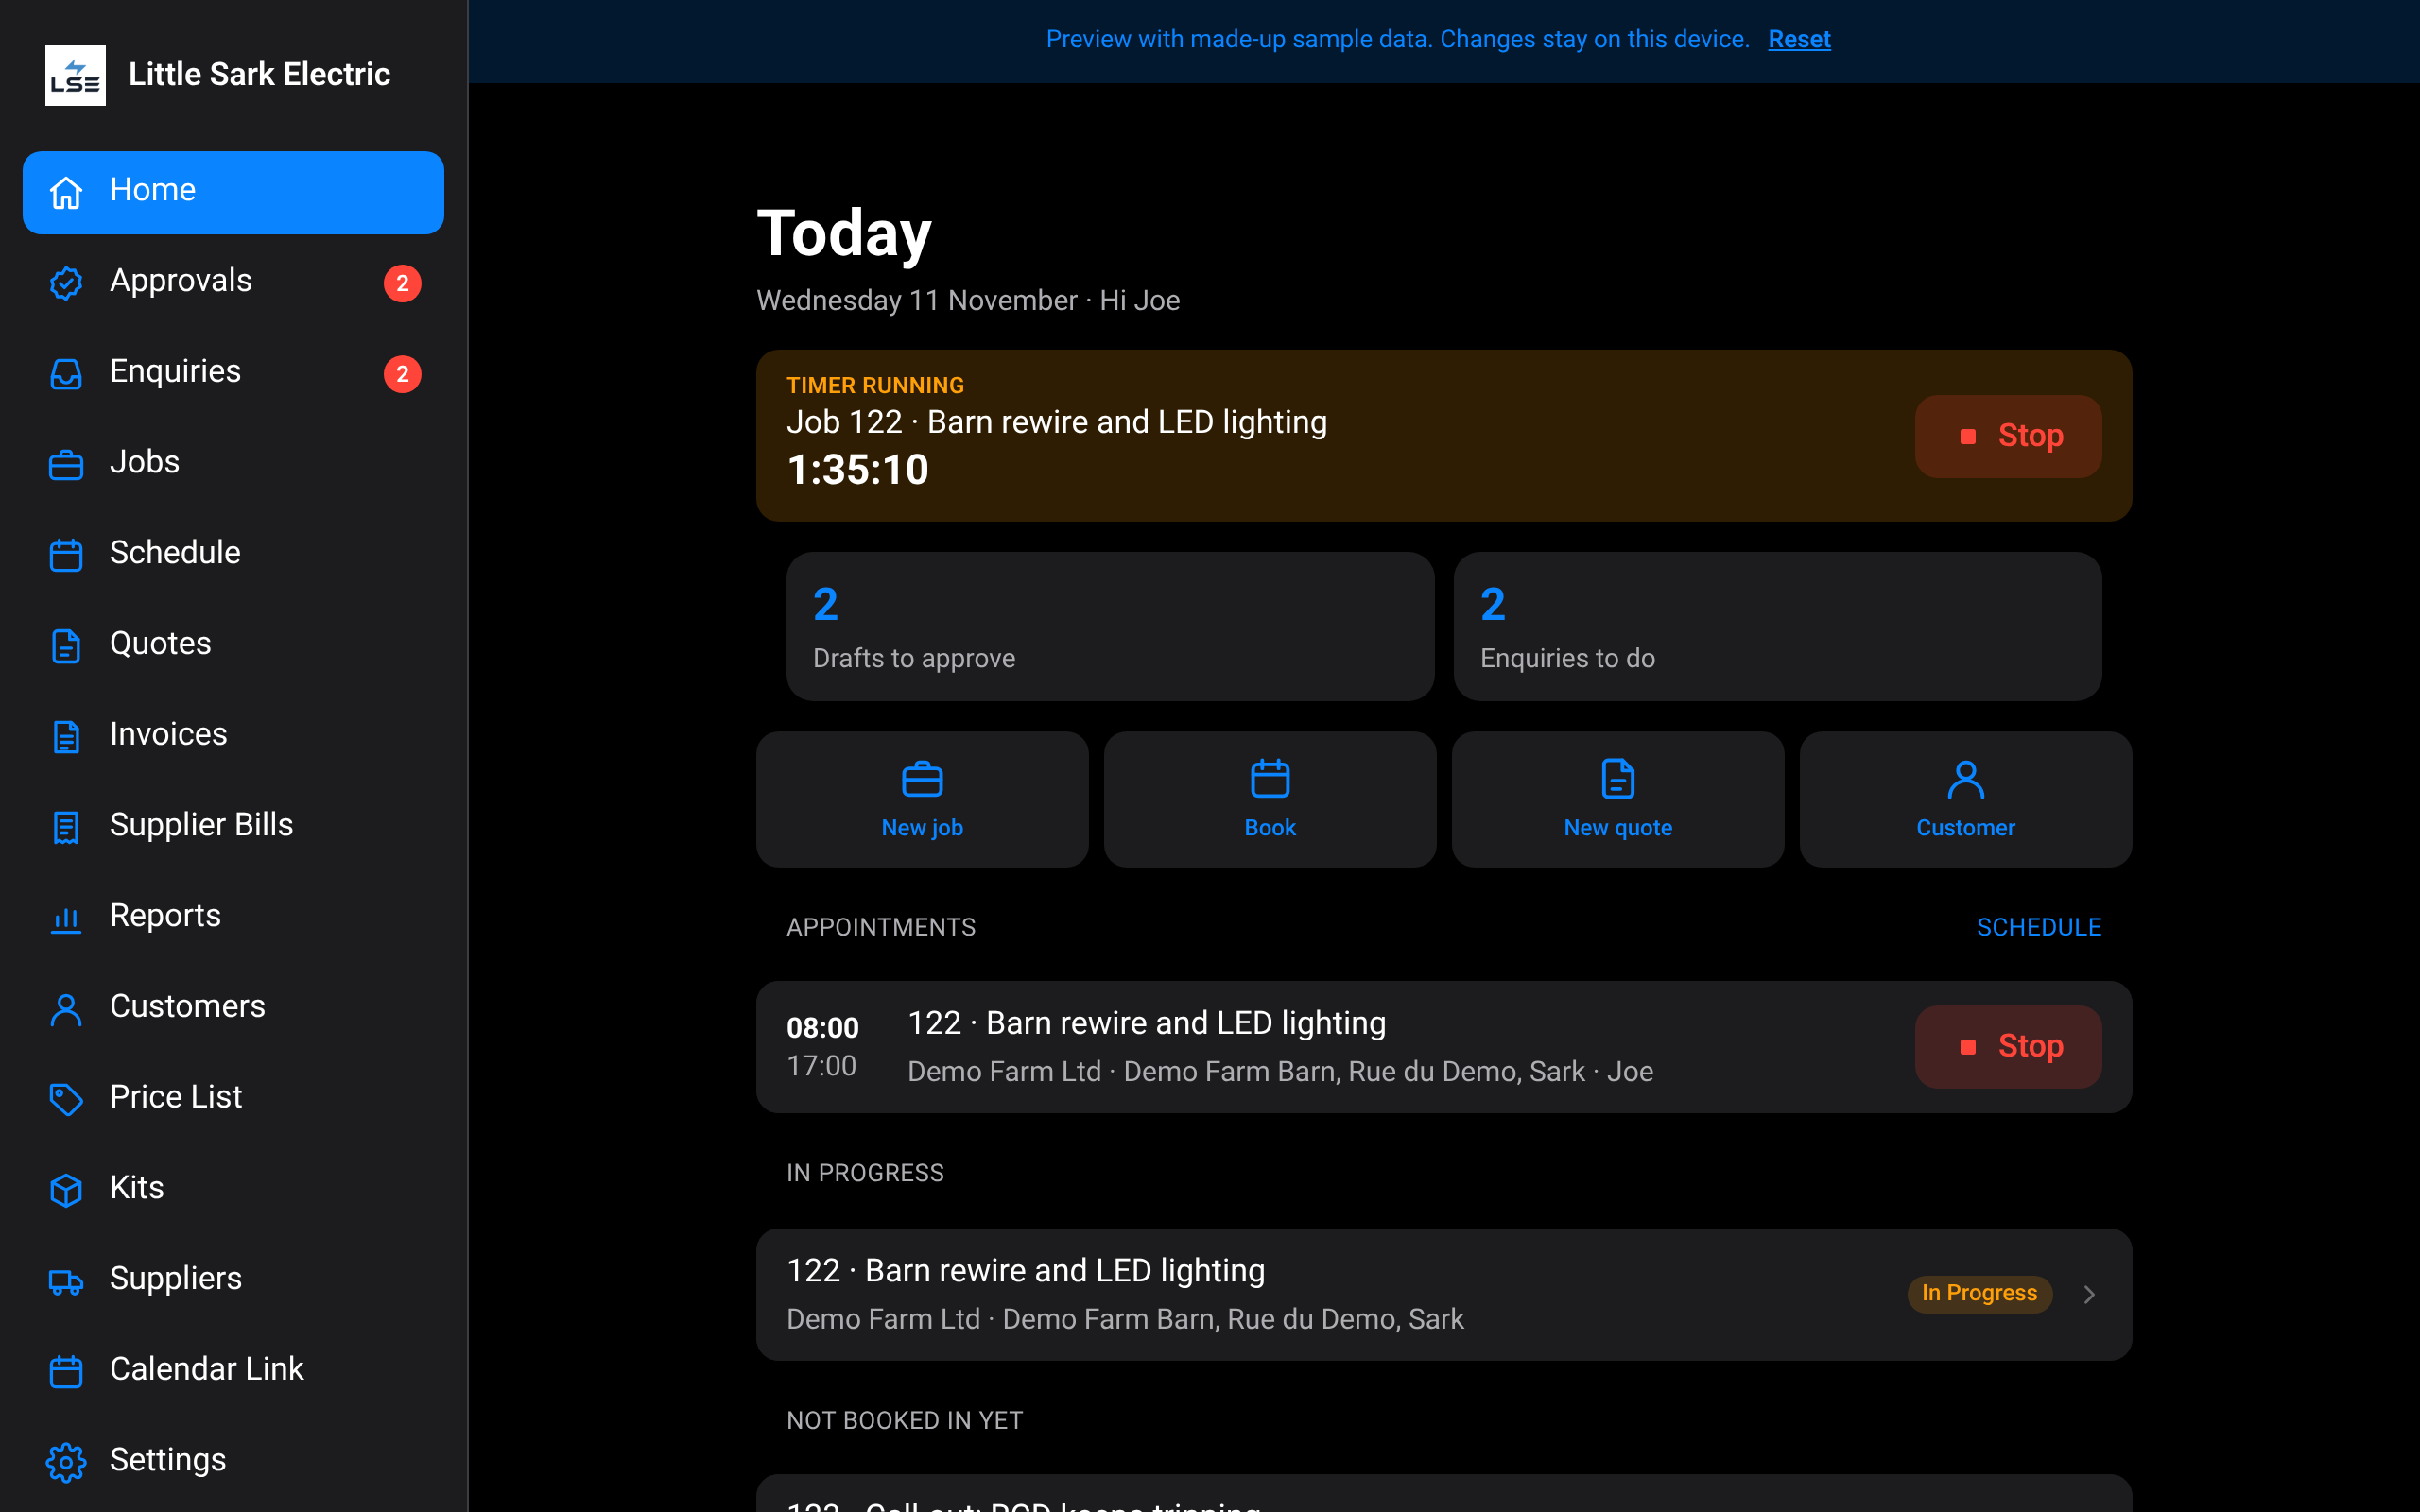 LSE
Little Sark Electric
Home
Approvals 2
Enquiries 2
Jobs
Schedule
Quotes
Invoices
Supplier Bills
Reports
Customers
Price List
Kits
Suppliers
Calendar Link
Settings
Preview with made-up sample data. Changes stay on this device. Reset
Today
Wednesday 11 November · Hi Joe
TIMER RUNNING
Job 122 · Barn rewire and LED lighting
1:35:10
Stop
2
Drafts to approve
2
Enquiries to do
New job
Book
New quote
Customer
APPOINTMENTS
SCHEDULE
08:00
17:00
122 · Barn rewire and LED lighting
Demo Farm Ltd · Demo Farm Barn, Rue du Demo, Sark · Joe
Stop
IN PROGRESS
122 · Barn rewire and LED lighting
Demo Farm Ltd · Demo Farm Barn, Rue du Demo, Sark
In Progress
NOT BOOKED IN YET
Call-out: RCD keeps tripping